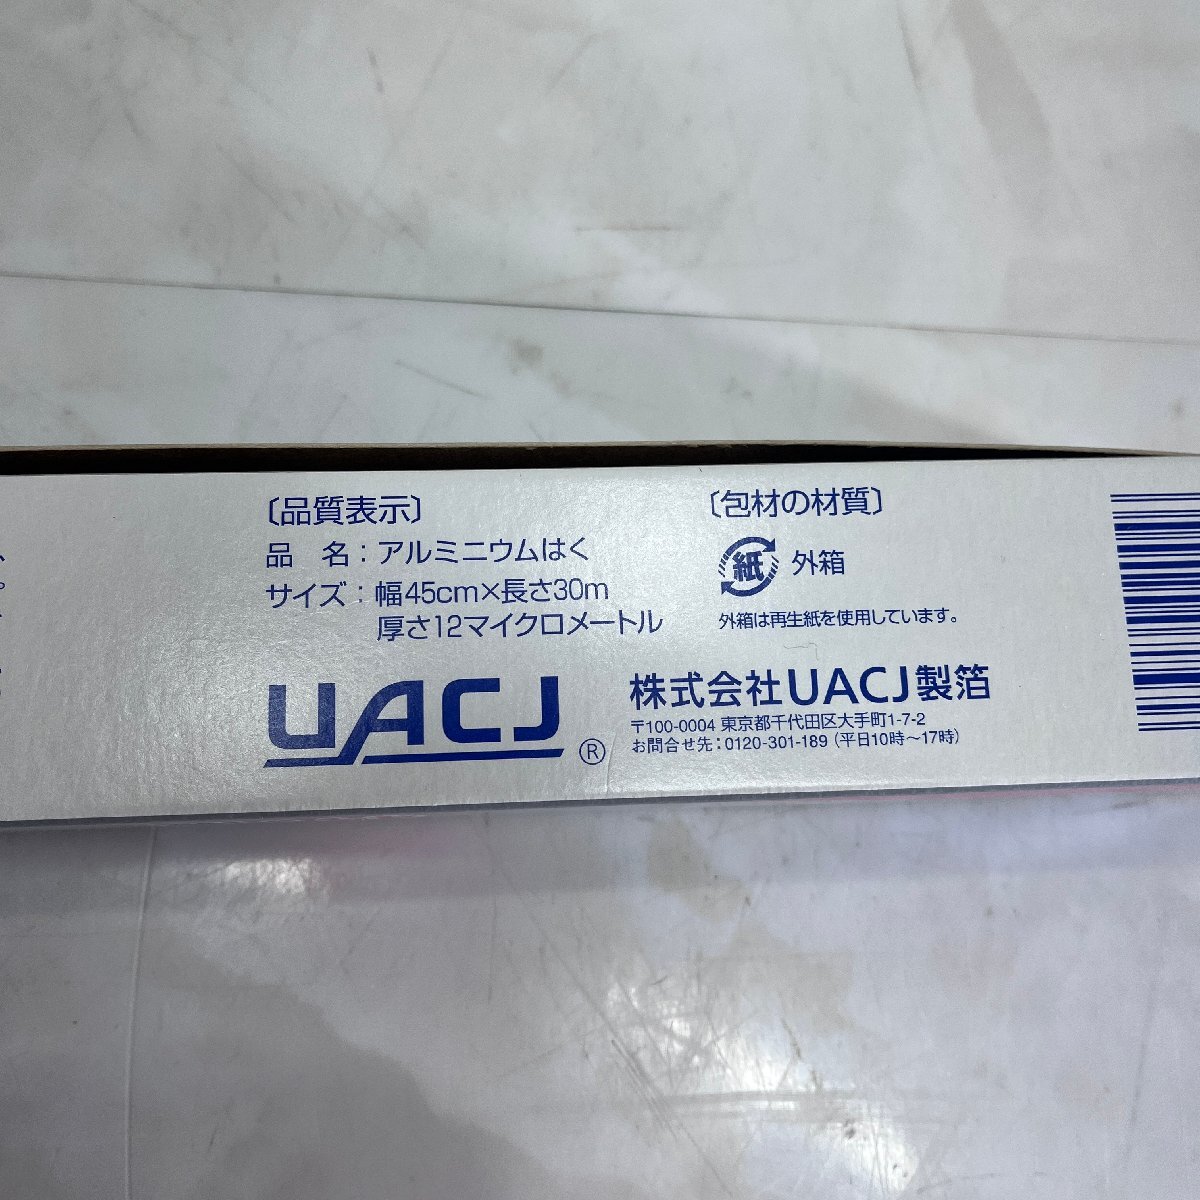 〔品質表示〕
品 名：アルミニウムはく
サイズ：幅45cm×長さ30m
厚さ12マイクロメートル
UACJ®
〔包材の材質〕
紙 外箱
外箱は再生紙を使用しています。
株式会社UACJ製箔
〒100-0004 東京都千代田区大手町1-7-2
お問合せ先：0120-301-189（平日10時～17時）